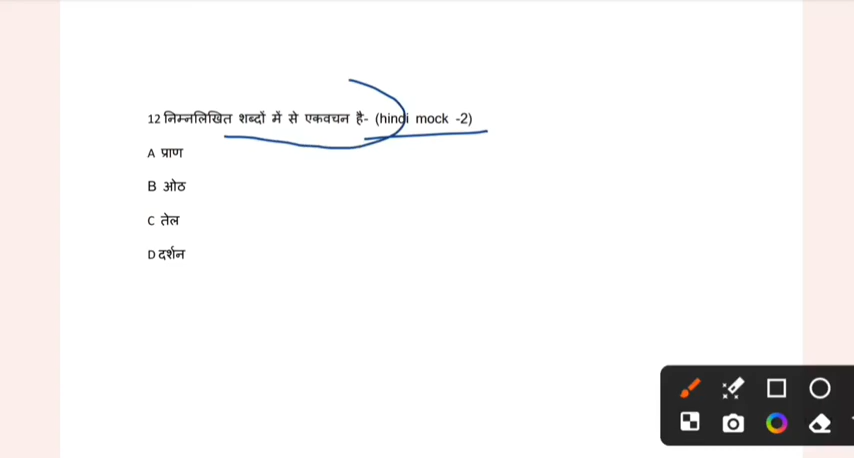 12 निम्नलिखित शब्दों में से एकवचन है- (hindi mock -2)
A प्राण
B ओठ
C तेल
D दर्शन